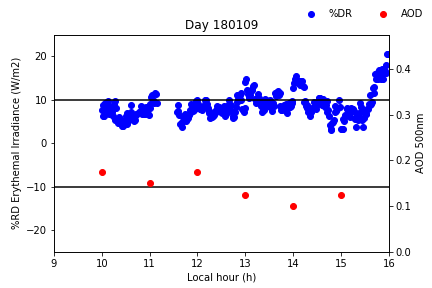 %DR AOD
Day 180109
%RD Erythermal Irradiance (W/m2)
20
10
0
−10
−20
0.4
0.3
0.2
0.1
0.0
AOD 500nm
9 10 11 12 13 14 15 16
Local hour (h)